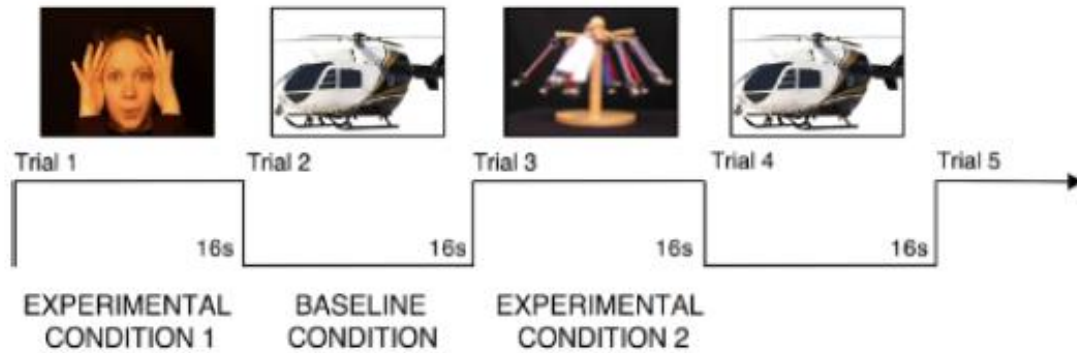 Trial 1
Trial 2
Trial 3
Trial 4
Trial 5
16s
16s
16s
16s
EXPERIMENTAL
CONDITION 1
BASELINE
CONDITION
EXPERIMENTAL
CONDITION 2